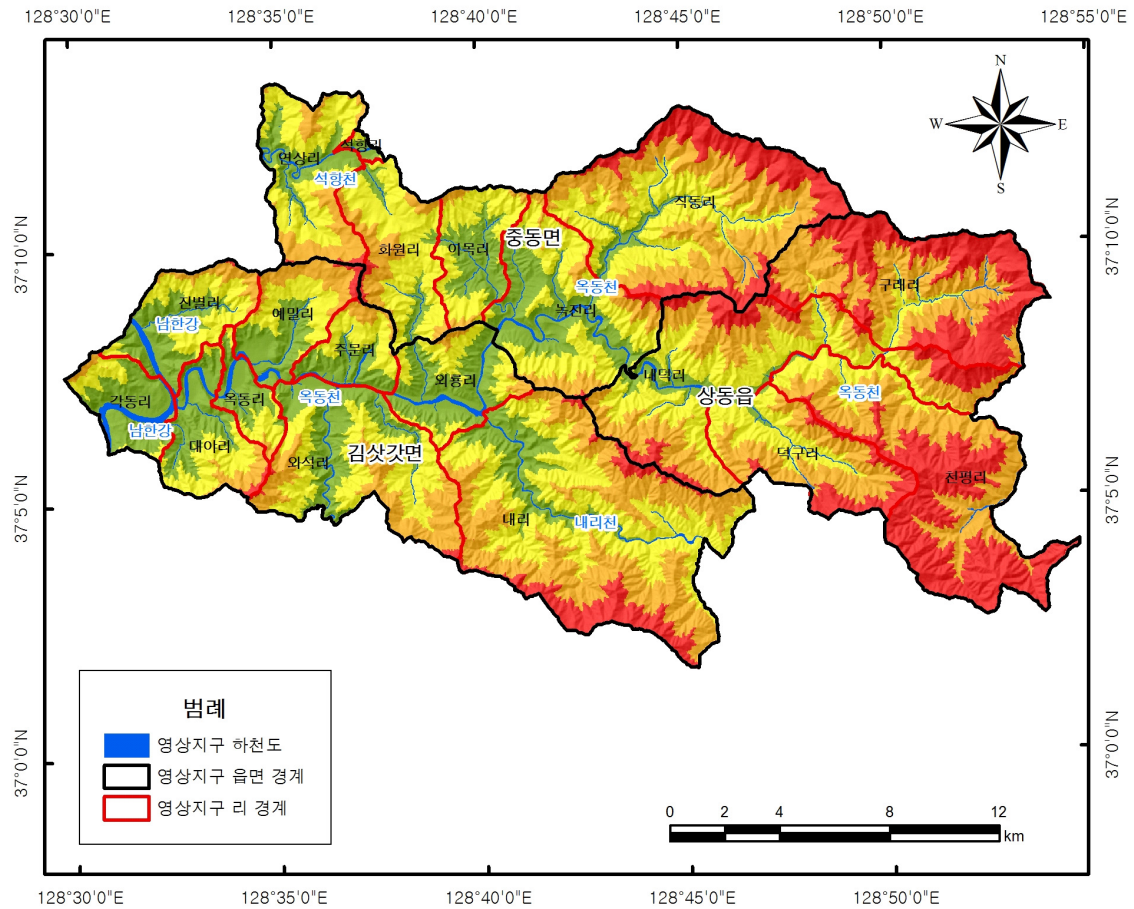 128°30'0"E 128°35'0"E 128°40'0"E 128°45'0"E 128°50'0"E 128°55'0"E
N
W E
S
37°10'0"N 37°10'0"N
37°5'0"N 37°5'0"N
37°0'0"N 37°0'0"N
연상리
석항리
석항천
직동리
중동면
화원리
이목리
구래리
옥동천
녹전리
진별리
예밀리
남한강
주문리
외룡리
내덕리
상동읍
옥동천
각동리
옥동리
옥동천
남한강
대야리
와석리
김삿갓면
덕구리
천평리
내리
내리천
범례
영상지구 하천도
영상지구 읍면 경계
영상지구 리 경계
0 2 4 8 12
km
128°30'0"E 128°35'0"E 128°40'0"E 128°45'0"E 128°50'0"E